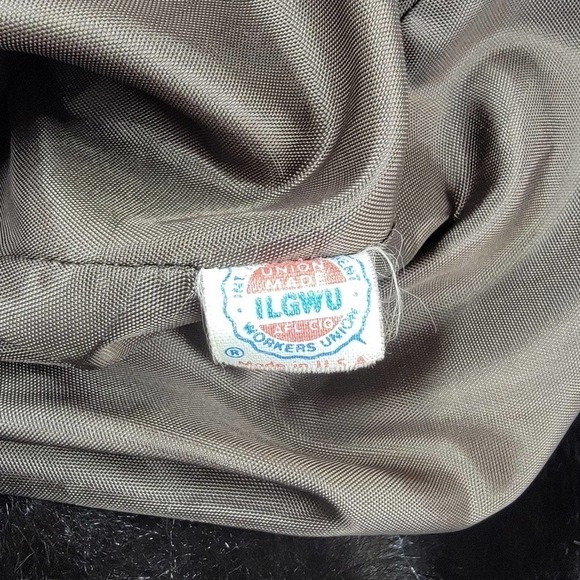 UNION
MADE
ILGWU
AFL CIO
WORKERS UNION
®
Made in U.S.A